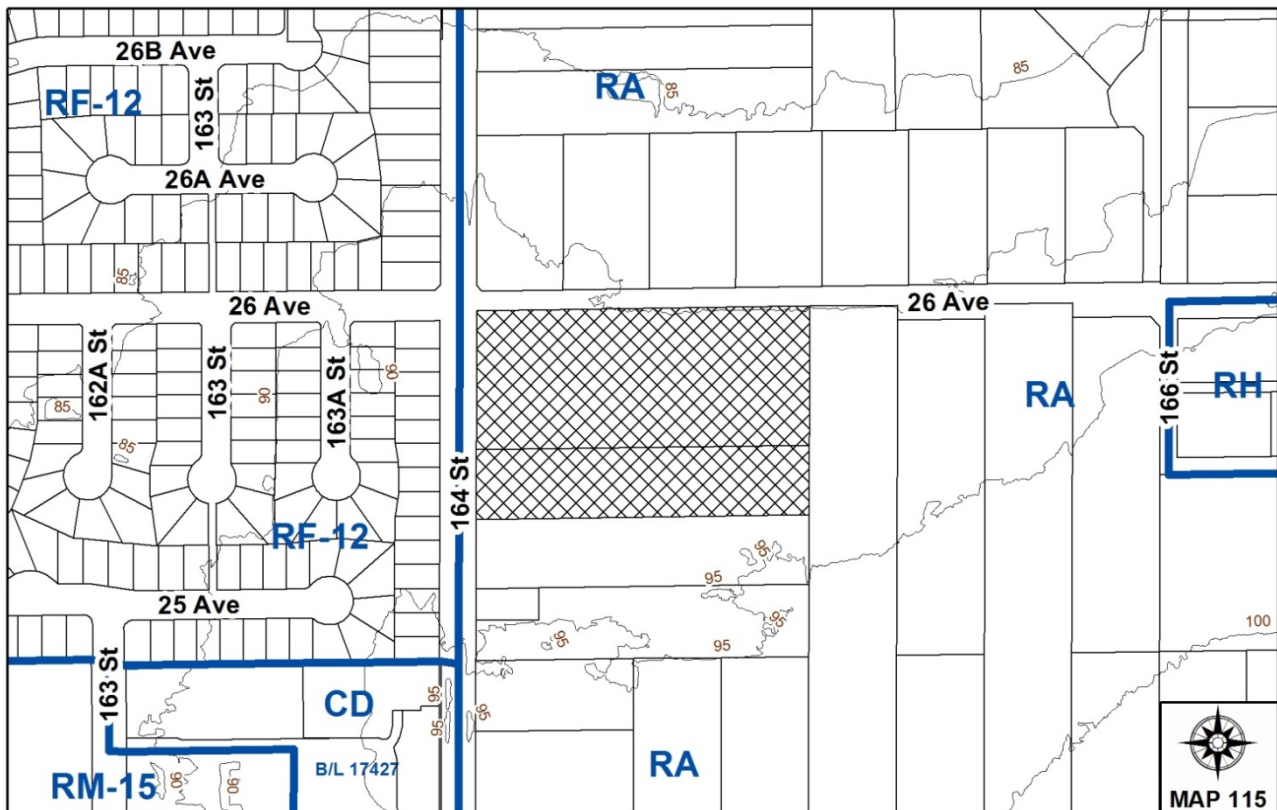 26B Ave
RF-12
163 St
26A Ave
RA
85
85
85
26 Ave
26 Ave
162A St
163 St
163A St
90
90
85
85
164 St
RA
166 St
RH
RF-12
95
95
95
25 Ave
95
95
100
163 St
CD
95
95
95
B/L 17427
RM-15
90
90
RA
MAP 115